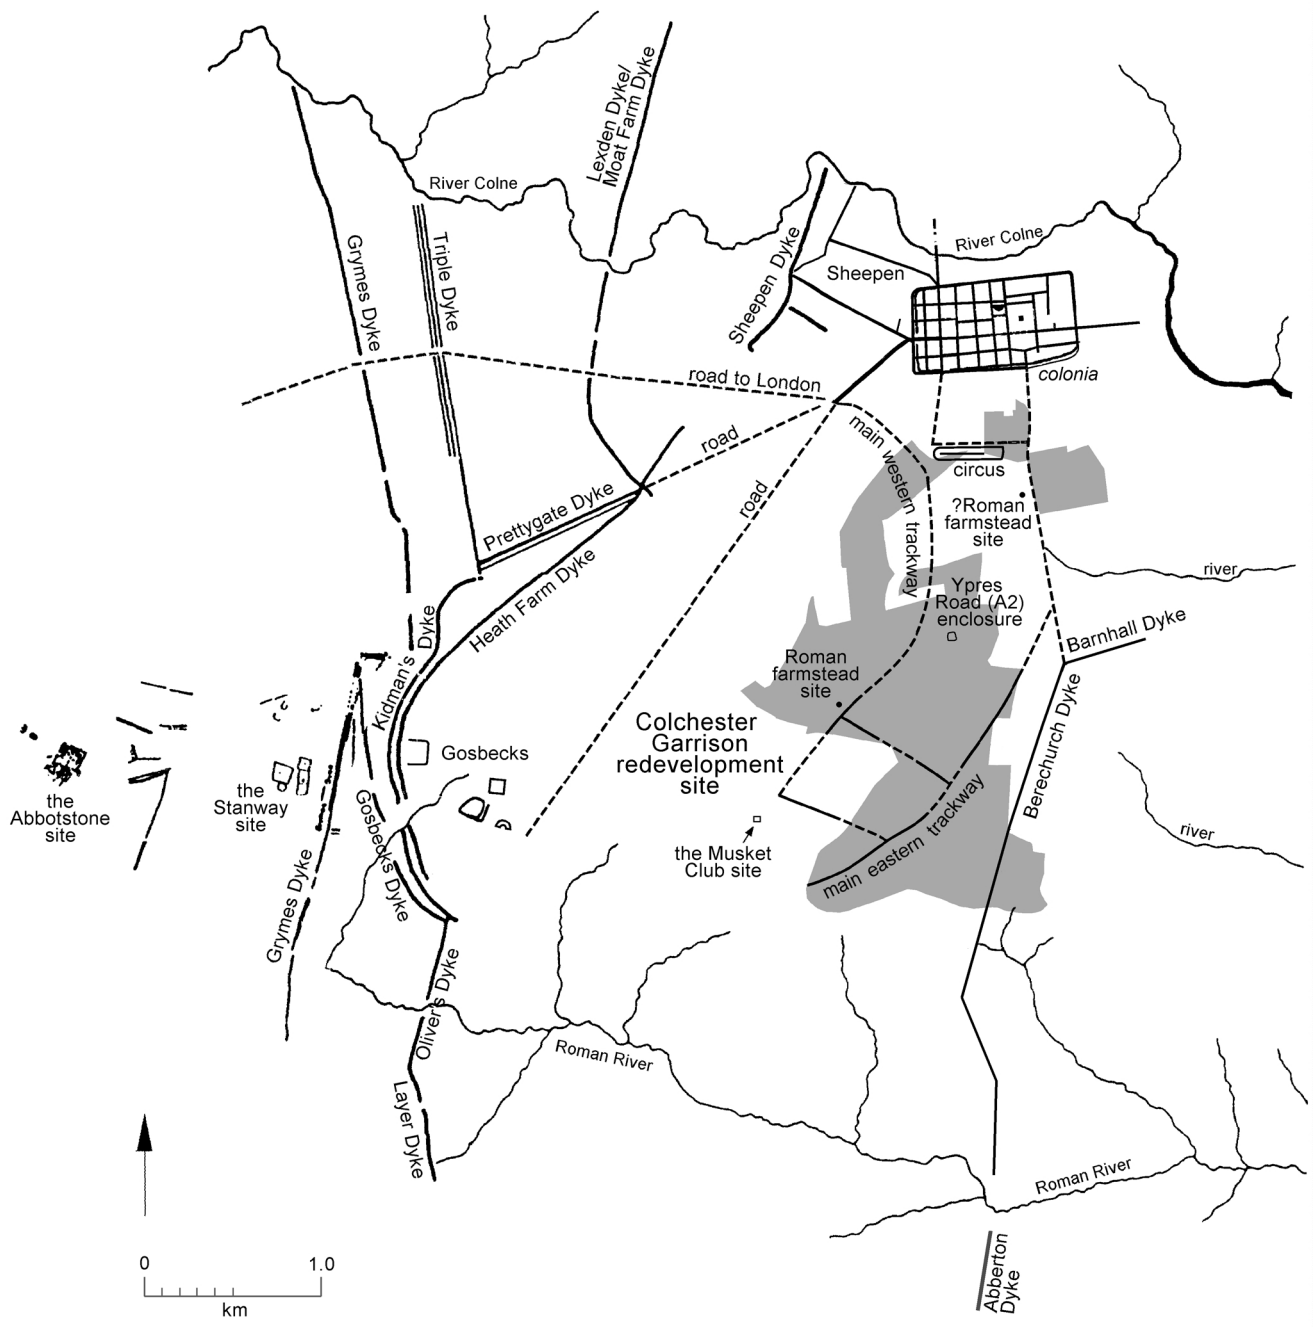 Lexden Dyke/
Moat Farm Dyke
River Colne
Grymes Dyke
Triple Dyke
Sheepen Dyke
Sheepen
River Colne
colonia
road to London
road
main western trackway
circus
?Roman
farmstead
site
Prettygate Dyke
road
Heath Farm Dyke
river
Ypres
Road (A2)
enclosure
Kidman's Dyke
Barnhall Dyke
Roman
farmstead
site
Colchester
Garrison
redevelopment
site
Berechurch Dyke
Gosbecks
the
Abbotstone
site
the
Stanway
site
Gosbecks Dyke
the Musket
Club site
main eastern trackway
river
Grymes Dyke
Oliver's Dyke
Roman River
Layer Dyke
Roman River
Abberton
Dyke
0 1.0
km